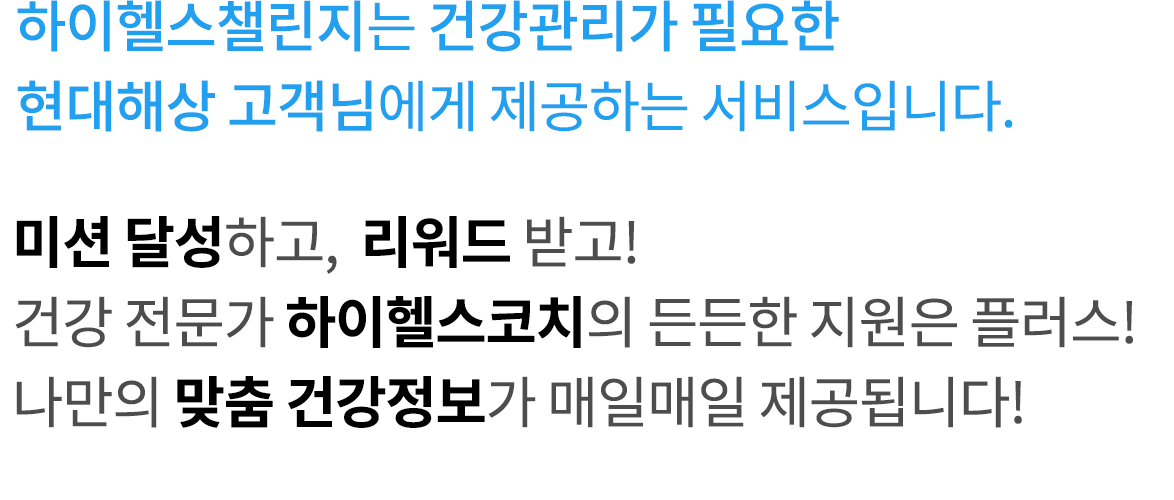 하이헬스챌린지는 건강관리가 필요한
현대해상 고객님에게 제공하는 서비스입니다.
미션 달성하고, 리워드 받고!
건강 전문가 하이헬스코치의 든든한 지원은 플러스!
나만의 맞춤 건강정보가 매일매일 제공됩니다!